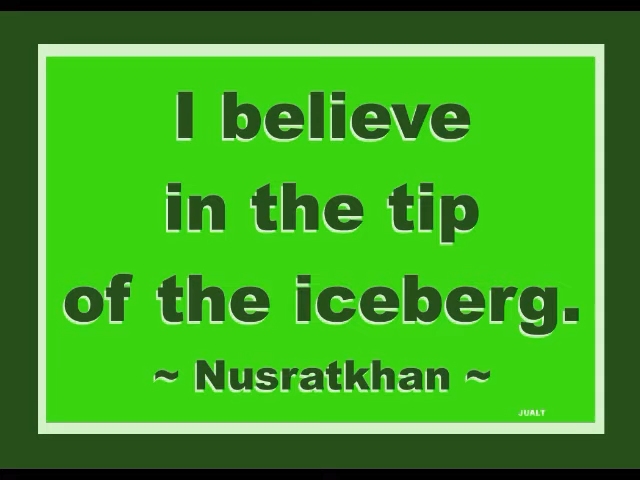 I believe
in the tip
of the iceberg.
~ Nusratkhan ~
JUALT